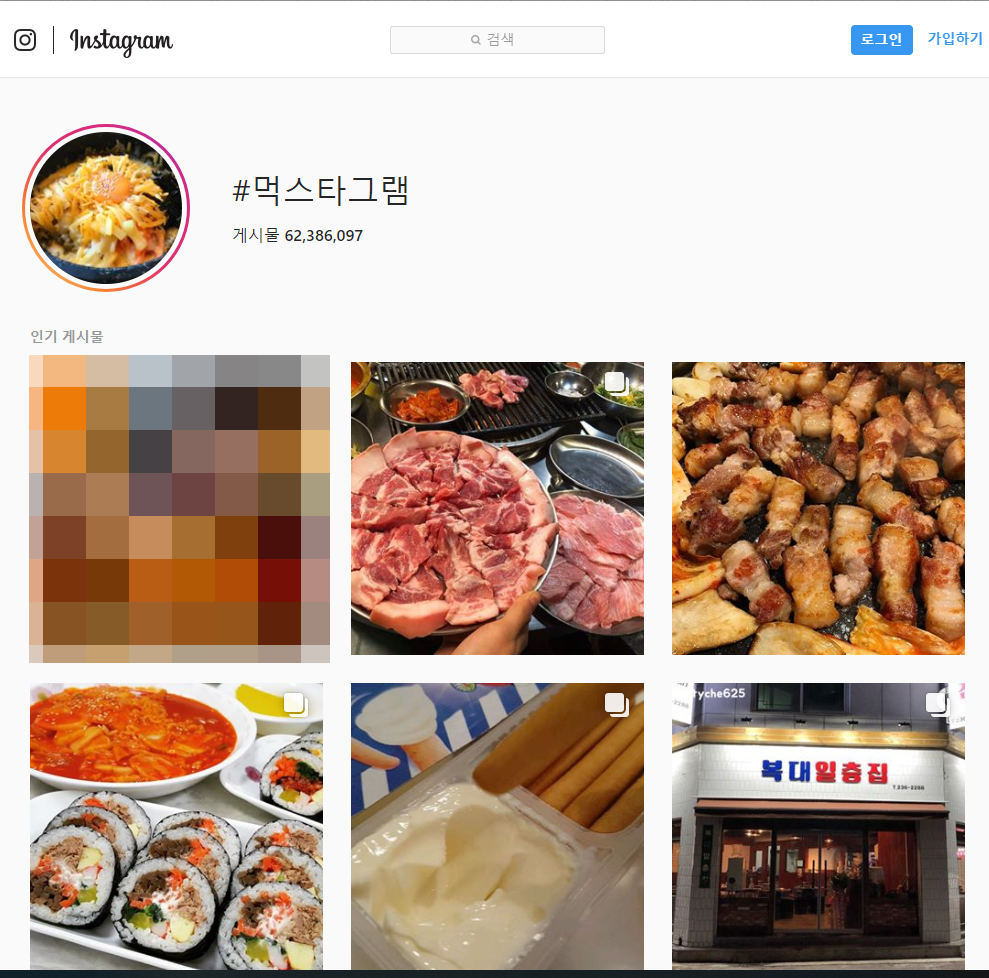 Instagram
검색
로그인
가입하기
#먹스타그램
게시물 62,386,097
인기 게시물
yche625
복대일층집
T.236-2288